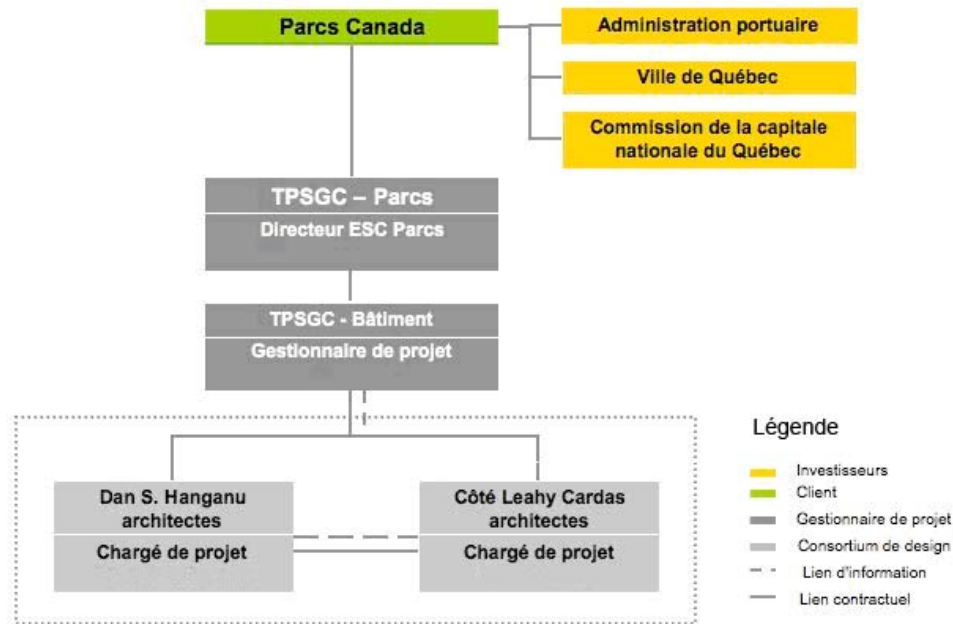 Parcs Canada
Administration portuaire
Ville de Québec
Commission de la capitale
nationale du Québec
TPSGC – Parcs
Directeur ESC Parcs
TPSGC - Bâtiment
Gestionnaire de projet
Dan S. Hanganu
architectes
Chargé de projet
Côté Leahy Cardas
architectes
Chargé de projet
Légende
Investisseurs
Client
Gestionnaire de projet
Consortium de design
Lien d'information
Lien contractuel